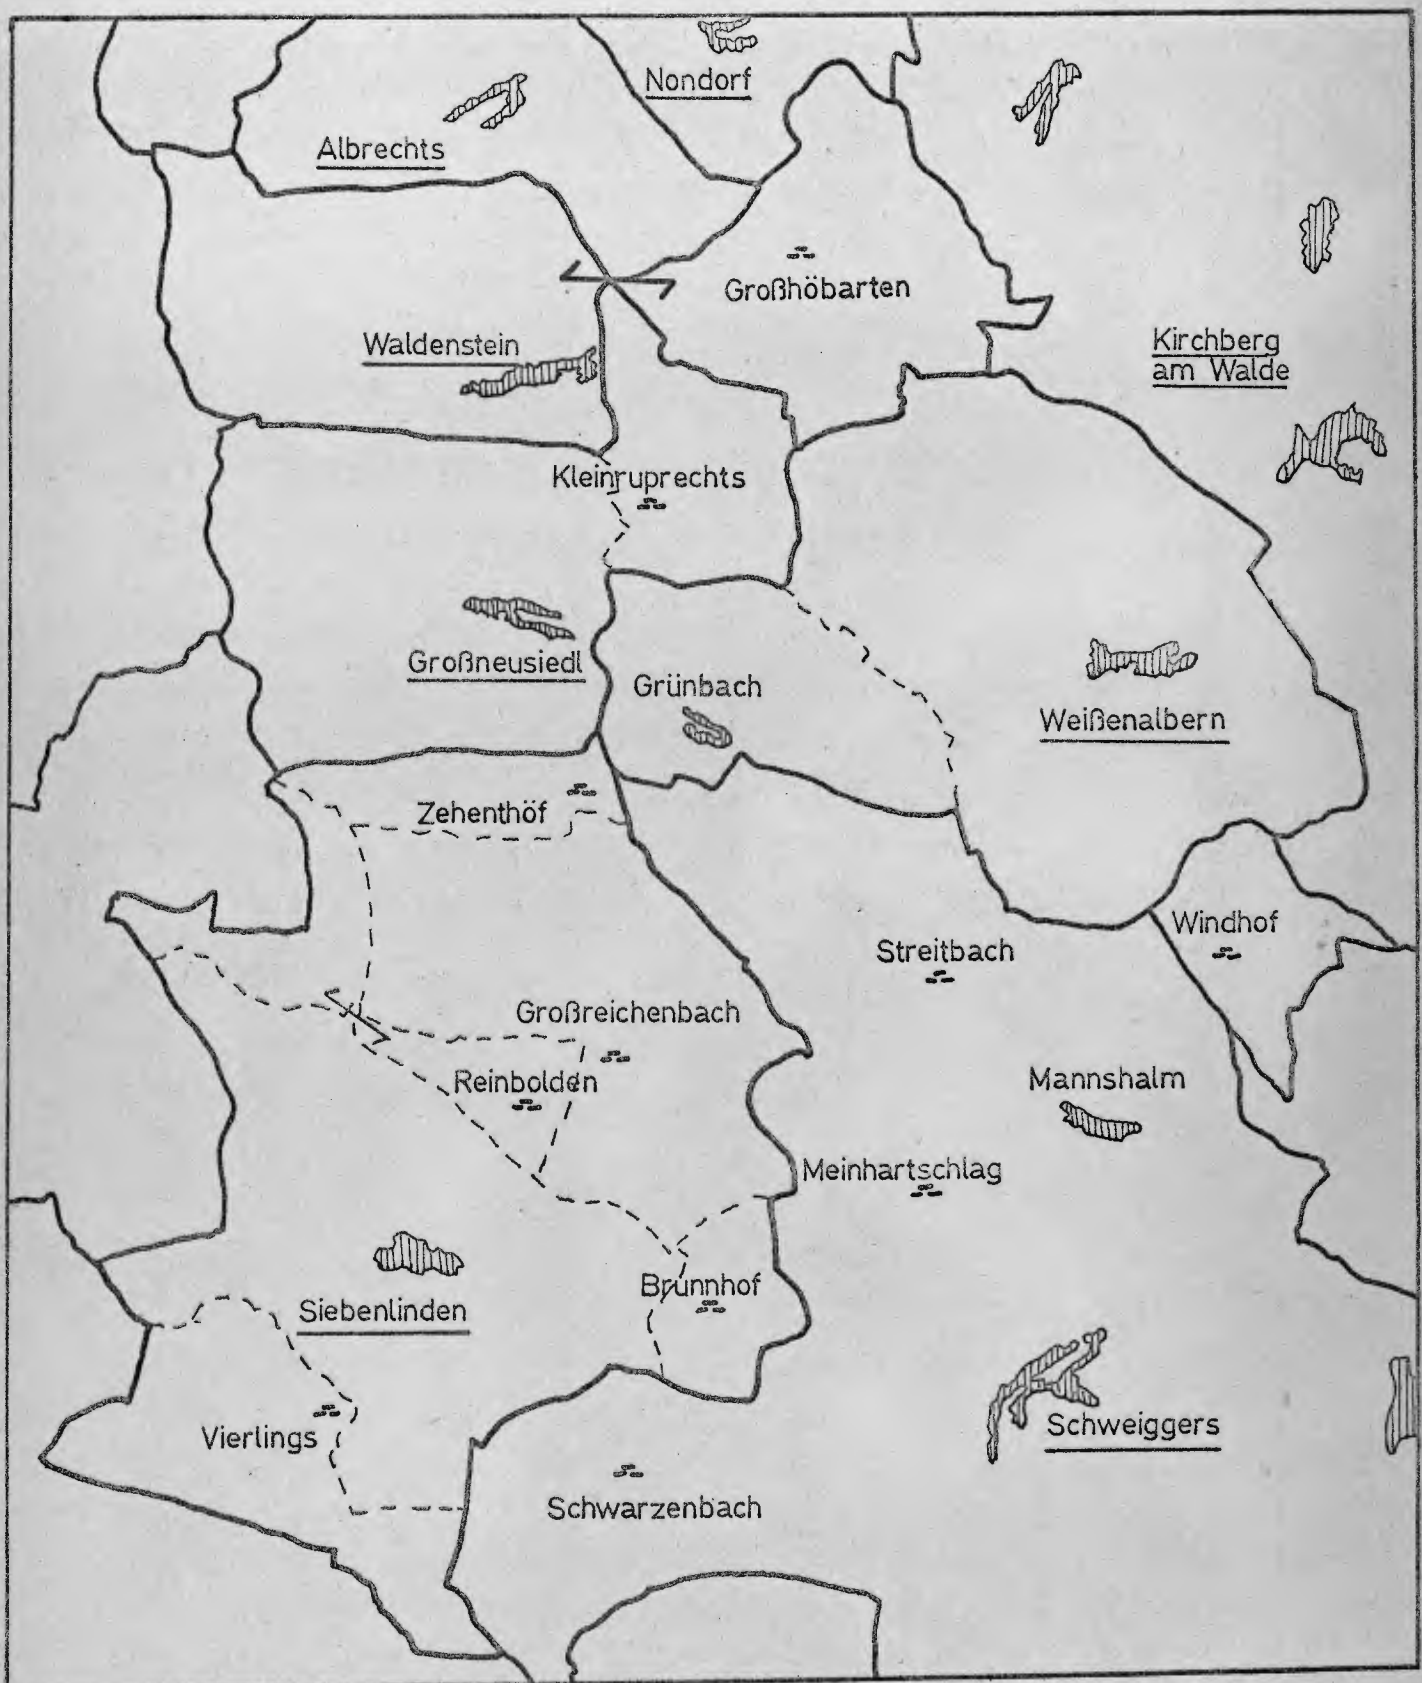 Nondorf
Albrechts
Großhöbarten
Waldenstein
Kirchberg
am Walde
Kleinruprechts
Großneusiedl
Grünbach
Weißenalbern
Zehenthöf
Windhof
Streitbach
Großreichenbach
Reinbolden
Mannshalm
Meinhartschlag
Brunnhof
Siebenlinden
Schweiggers
Vierlings
Schwarzenbach